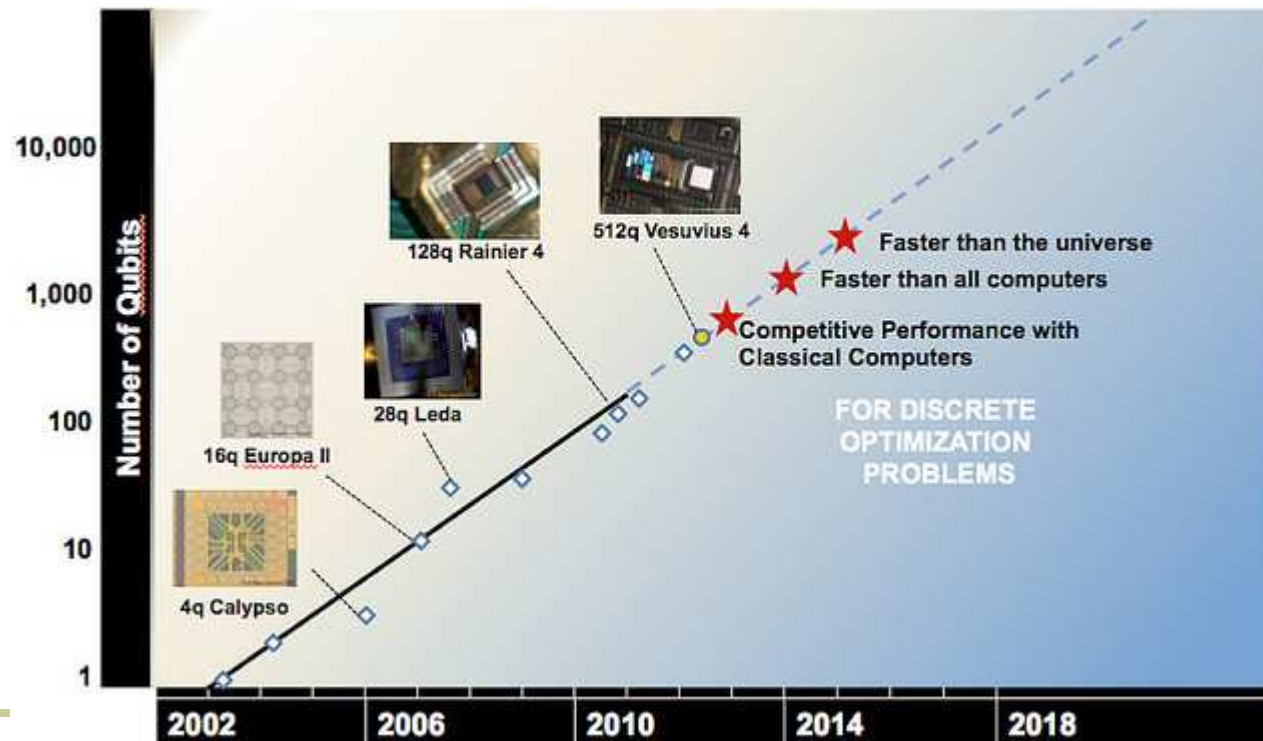 Number of Qubits
10,000
1,000
100
10
1
512q Vesuvius 4
128q Rainier 4
28q Leda
16q Europa II
4q Calypso
Faster than the universe
Faster than all computers
Competitive Performance with
Classical Computers
FOR DISCRETE
OPTIMIZATION
PROBLEMS
2002
2006
2010
2014
2018